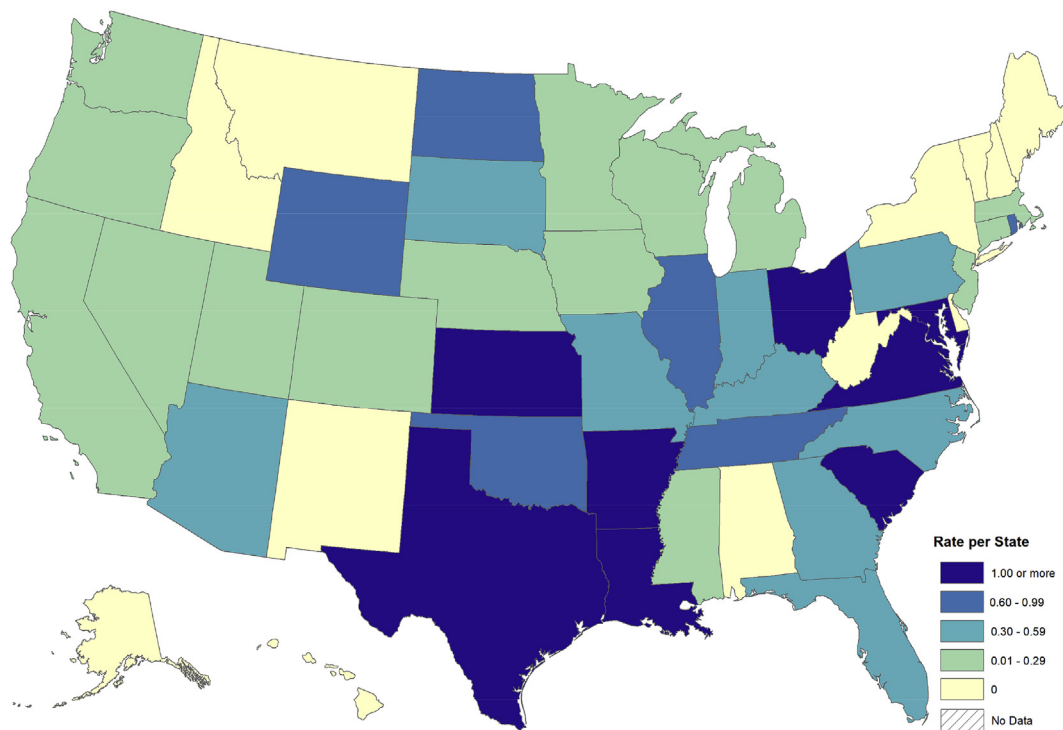 Rate per State
1.00 or more
0.60 - 0.99
0.30 - 0.59
0.01 - 0.29
0
No Data